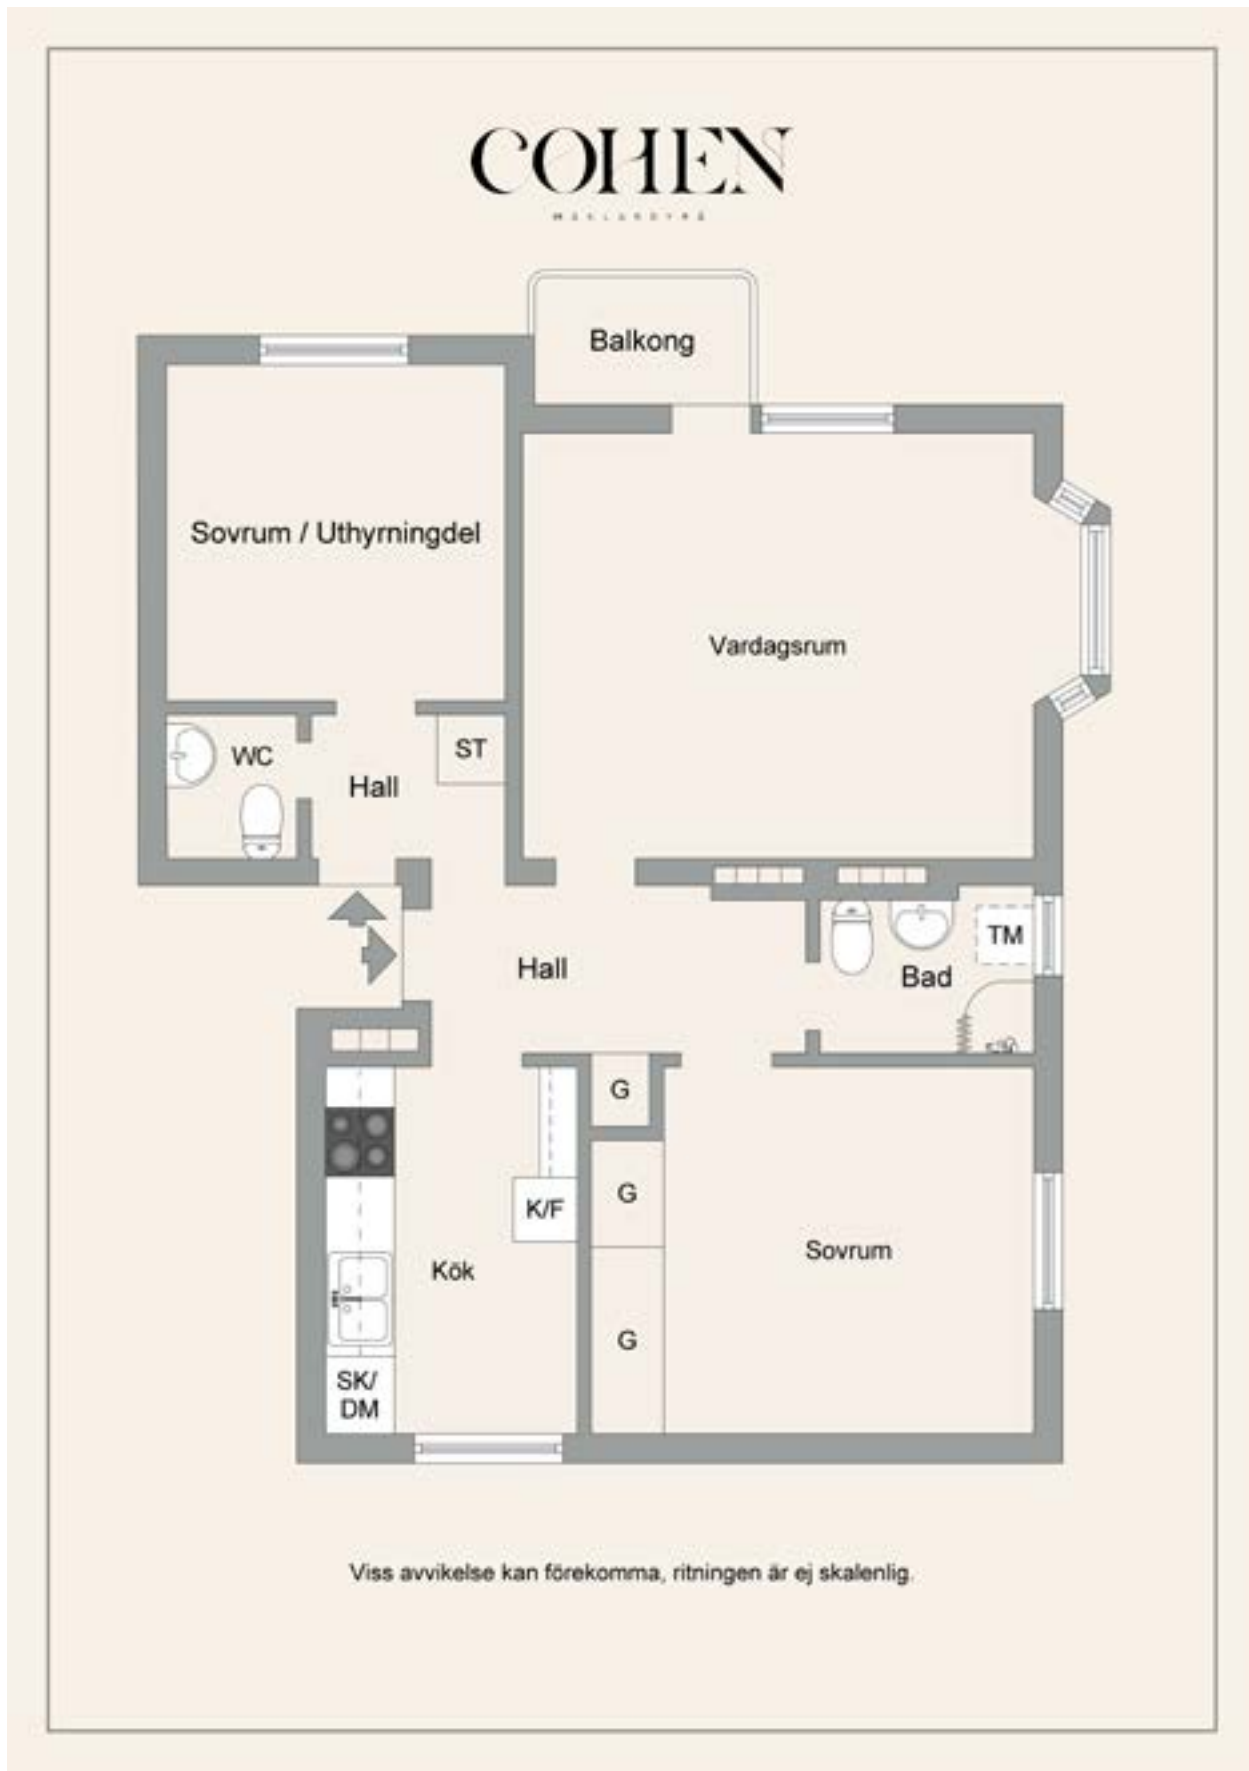 COHEN
MÄKLARBYRÅ
Balkong
Sovrum / Uthyrningdel
Vardagsrum
WC
ST
Hall
Hall
TM
Bad
G
K/F
G
Sovrum
Kök
G
SK/
DM
Viss avvikelse kan förekomma, ritningen är ej skalenlig.